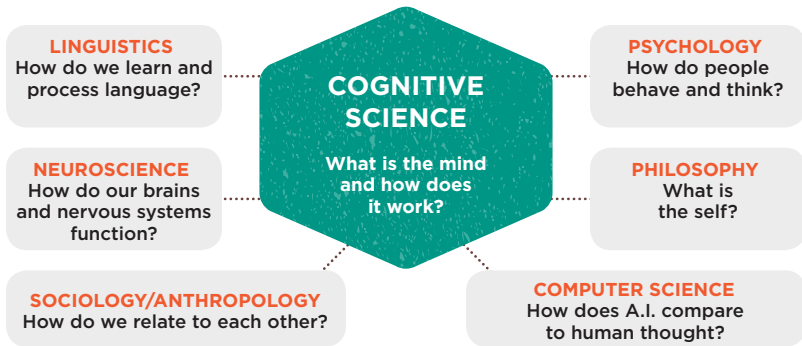 LINGUISTICS
How do we learn and
process language?
NEUROSCIENCE
How do our brains
and nervous systems
function?
SOCIOLOGY/ANTHROPOLOGY
How do we relate to each other?
COGNITIVE
SCIENCE
What is the mind
and how does
it work?
PSYCHOLOGY
How do people
behave and think?
PHILOSOPHY
What is
the self?
COMPUTER SCIENCE
How does A.I. compare
to human thought?